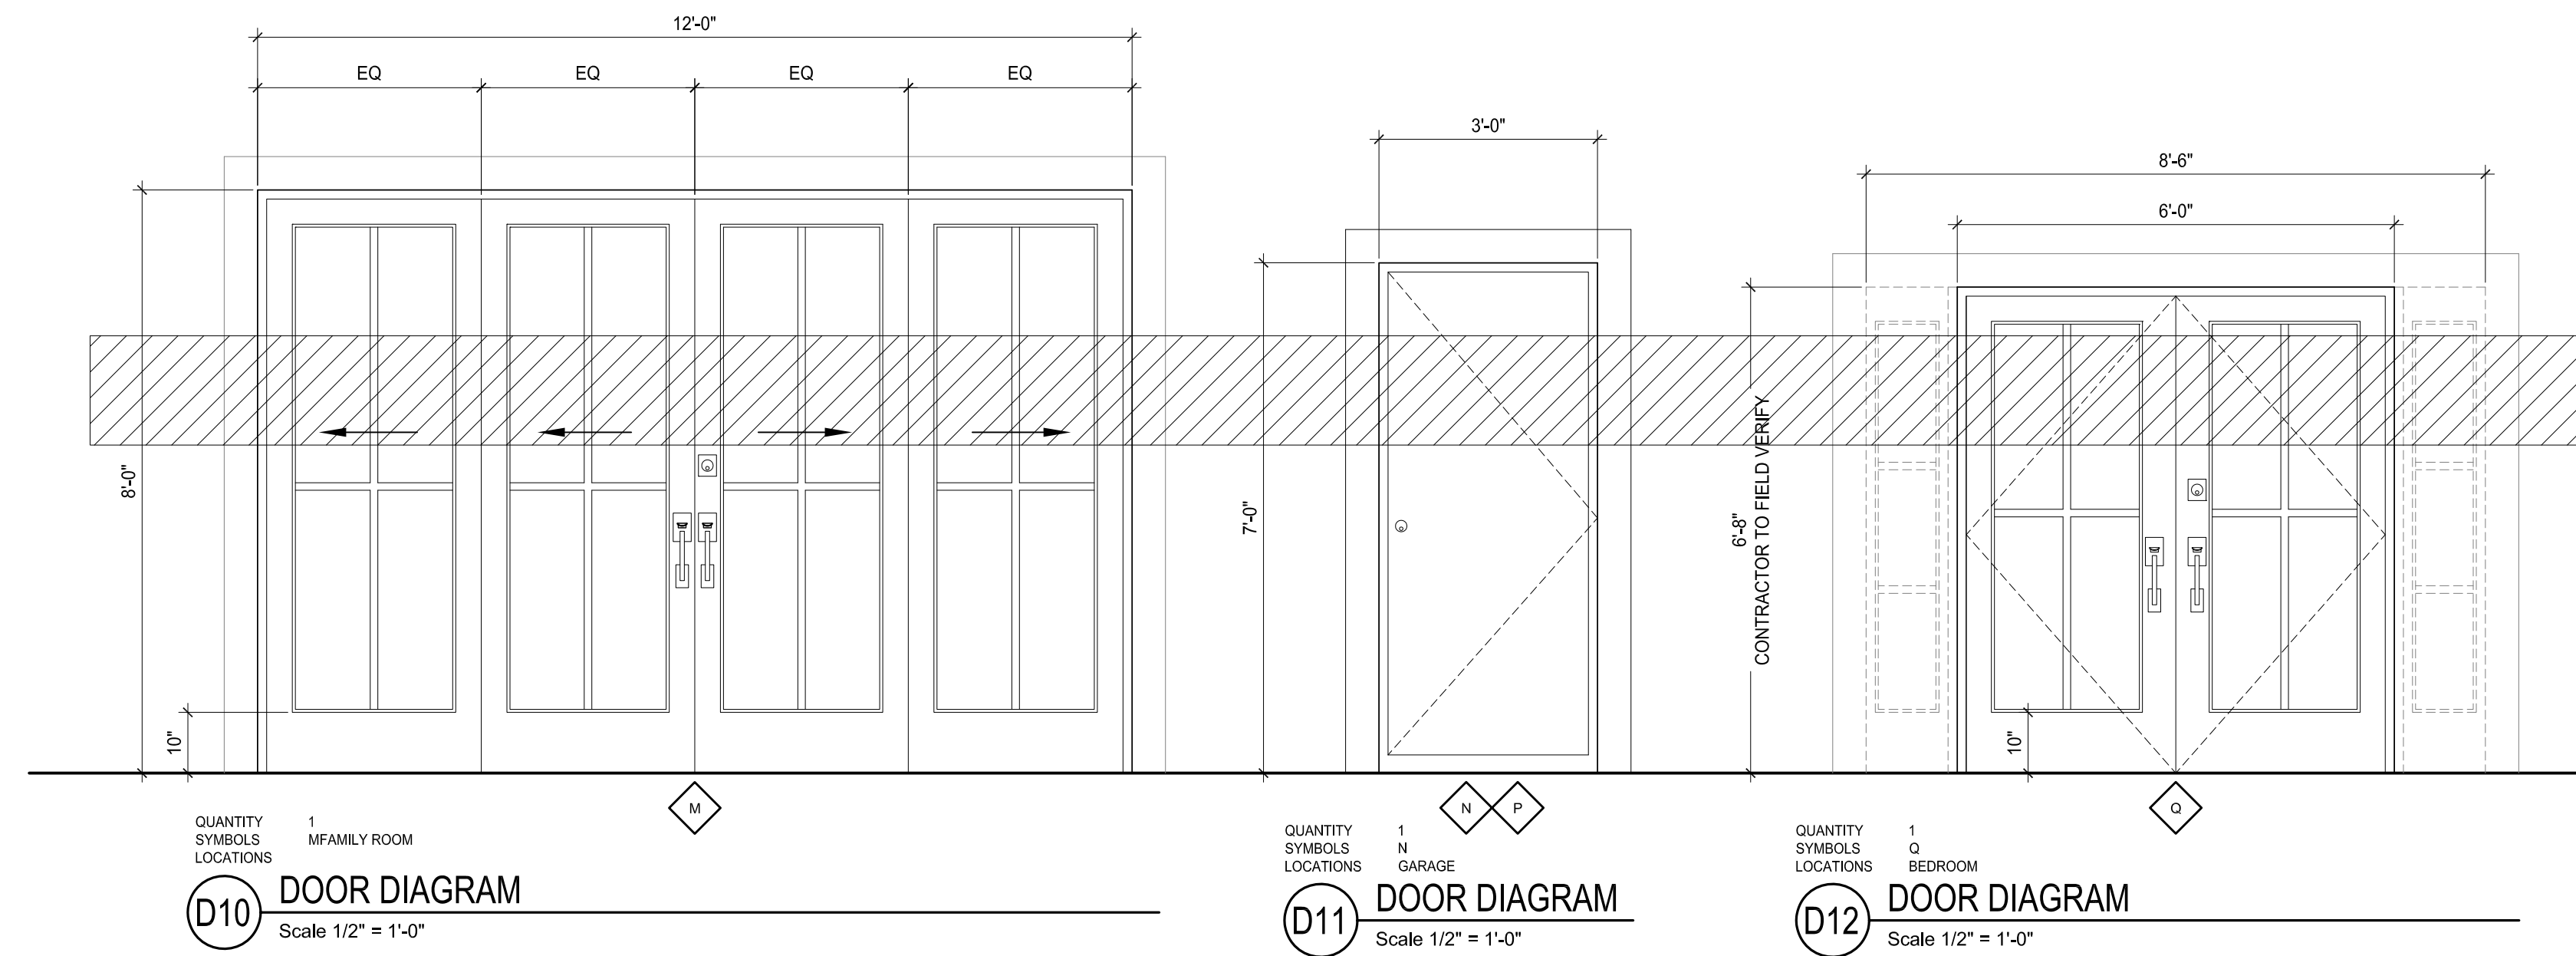 12'-0"
EQ EQ EQ EQ
8'-0"
10"
M
QUANTITY 1
SYMBOLS MFAMILY ROOM
LOCATIONS
D10 DOOR DIAGRAM
Scale 1/2" = 1'-0"
3'-0"
7'-0"
N P
QUANTITY 1
SYMBOLS N
LOCATIONS GARAGE
D11 DOOR DIAGRAM
Scale 1/2" = 1'-0"
8'-6"
6'-0"
6'-8"
CONTRACTOR TO FIELD VERIFY
10"
Q
QUANTITY 1
SYMBOLS Q
LOCATIONS BEDROOM
D12 DOOR DIAGRAM
Scale 1/2" = 1'-0"